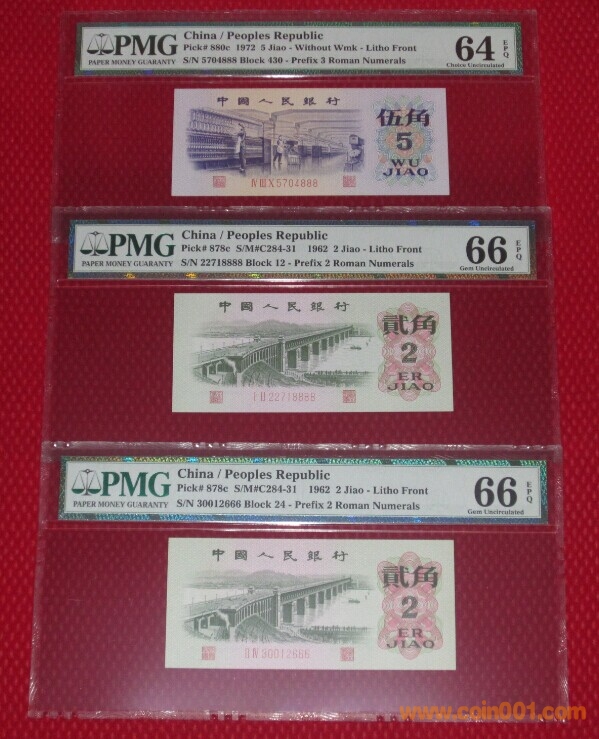 PMG
PAPER MONEY GUARANTY
China / Peoples Republic
Pick# 880c 1972 5 Jiao - Without Wmk - Litho Front
S/N 5704888 Block 430 - Prefix 3 Roman Numerals
64 EPQ
Choice Uncirculated
中國人民銀行
伍角
5
WU
JIAO
IV III X 5704888
PMG
PAPER MONEY GUARANTY
China / Peoples Republic
Pick# 878c S/M#C284-31 1962 2 Jiao - Litho Front
S/N 22718888 Block 12 - Prefix 2 Roman Numerals
66 EPQ
Gem Uncirculated
中國人民銀行
貳角
2
ER
JIAO
I II 22718888
PMG
PAPER MONEY GUARANTY
China / Peoples Republic
Pick# 878c S/M#C284-31 1962 2 Jiao - Litho Front
S/N 30012666 Block 24 - Prefix 2 Roman Numerals
66 EPQ
Gem Uncirculated
中國人民銀行
貳角
2
ER
JIAO
II IV 30012666
www.coin001.com